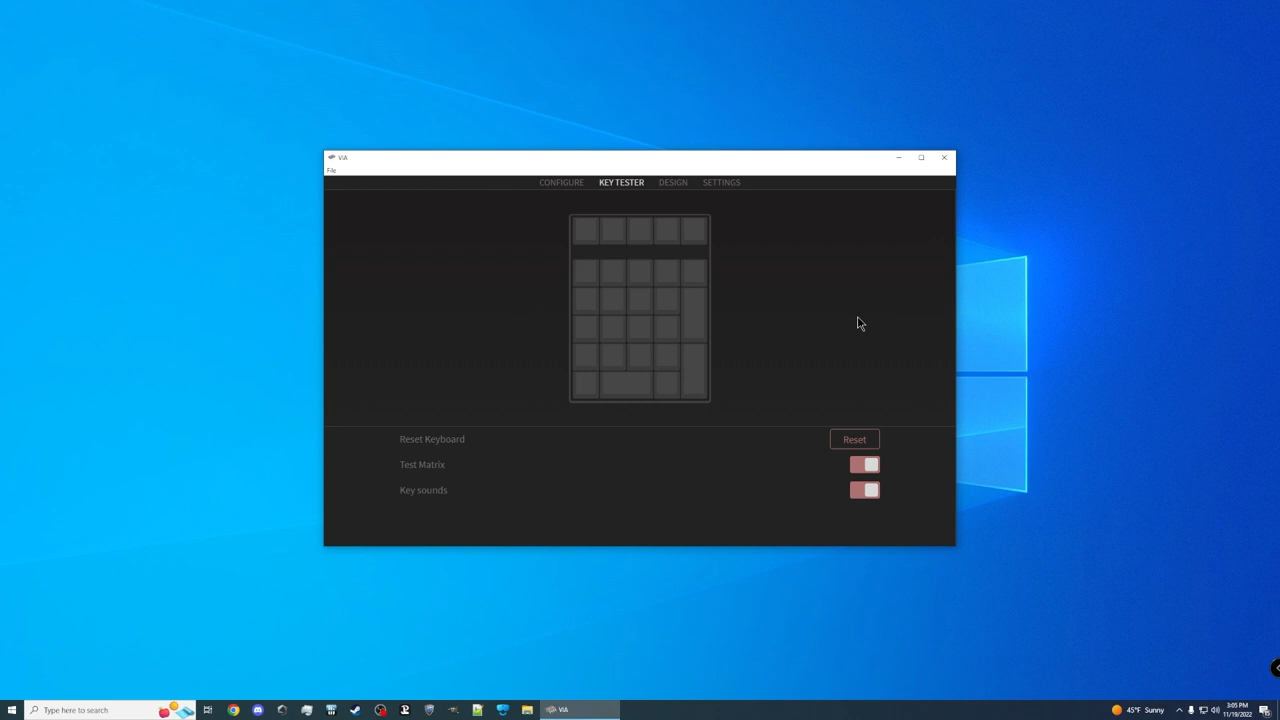 VIA
File
CONFIGURE KEY TESTER DESIGN SETTINGS
Reset Keyboard Reset
Test Matrix
Key sounds
Type here to search
VIA
45°F Sunny
3:05 PM
11/19/2022